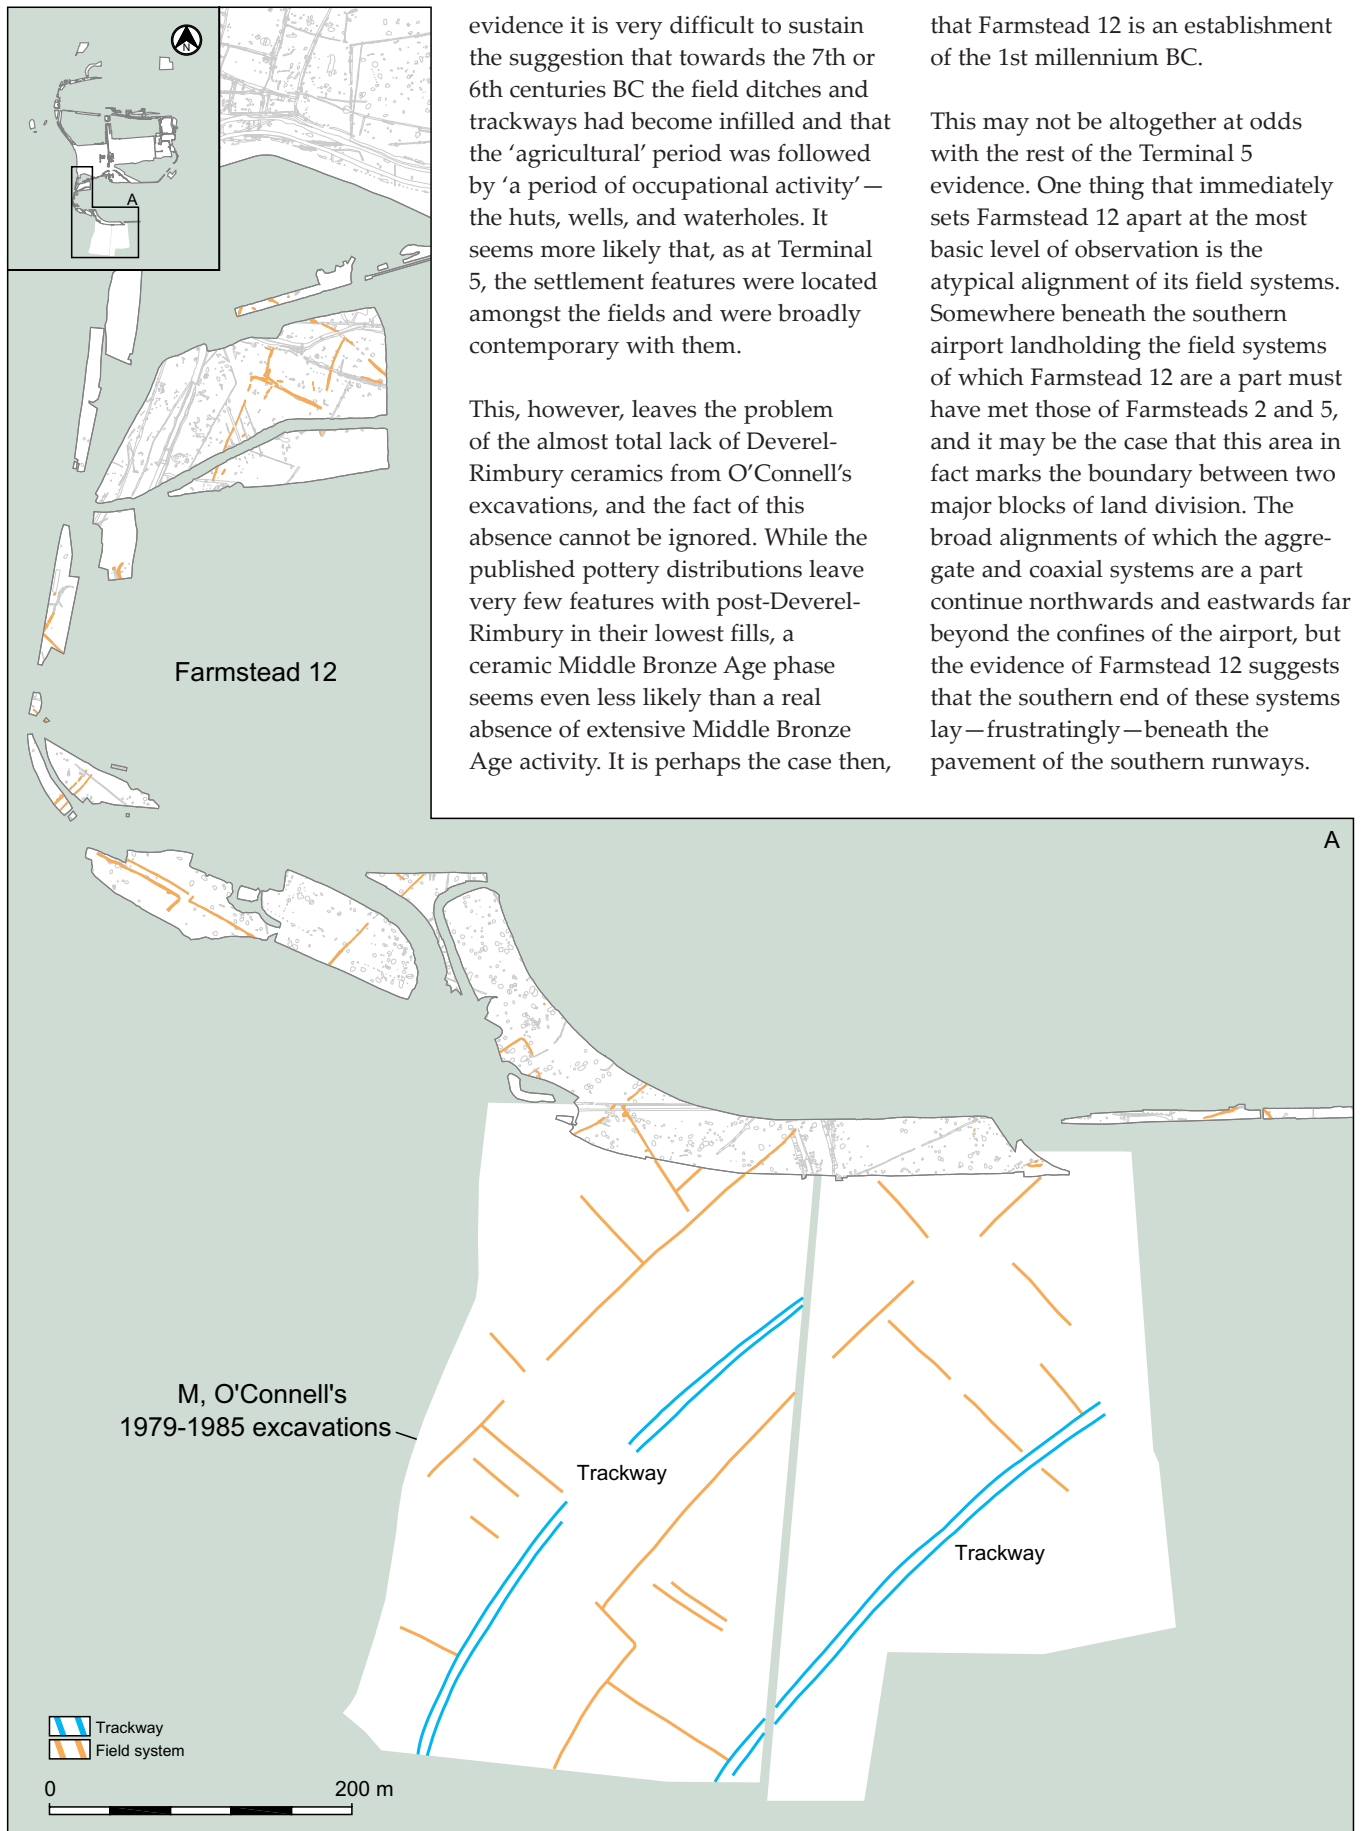 evidence it is very difficult to sustain
the suggestion that towards the 7th or
6th centuries BC the field ditches and
trackways had become infilled and that
the ‘agricultural’ period was followed
by ‘a period of occupational activity’—
the huts, wells, and waterholes. It
seems more likely that, as at Terminal
5, the settlement features were located
amongst the fields and were broadly
contemporary with them.
This, however, leaves the problem
of the almost total lack of Deverel-
Rimbury ceramics from O’Connell’s
excavations, and the fact of this
absence cannot be ignored. While the
published pottery distributions leave
very few features with post-Deverel-
Rimbury in their lowest fills, a
ceramic Middle Bronze Age phase
seems even less likely than a real
absence of extensive Middle Bronze
Age activity. It is perhaps the case then,
that Farmstead 12 is an establishment
of the 1st millennium BC.
This may not be altogether at odds
with the rest of the Terminal 5
evidence. One thing that immediately
sets Farmstead 12 apart at the most
basic level of observation is the
atypical alignment of its field systems.
Somewhere beneath the southern
airport landholding the field systems
of which Farmstead 12 are a part must
have met those of Farmsteads 2 and 5,
and it may be the case that this area in
fact marks the boundary between two
major blocks of land division. The
broad alignments of which the aggre-
gate and coaxial systems are a part
continue northwards and eastwards far
beyond the confines of the airport, but
the evidence of Farmstead 12 suggests
that the southern end of these systems
lay—frustratingly—beneath the
pavement of the southern runways.
N
A
Farmstead 12
A
M, O'Connell's
1979-1985 excavations
Trackway
Trackway
Trackway
Field system
0 200 m